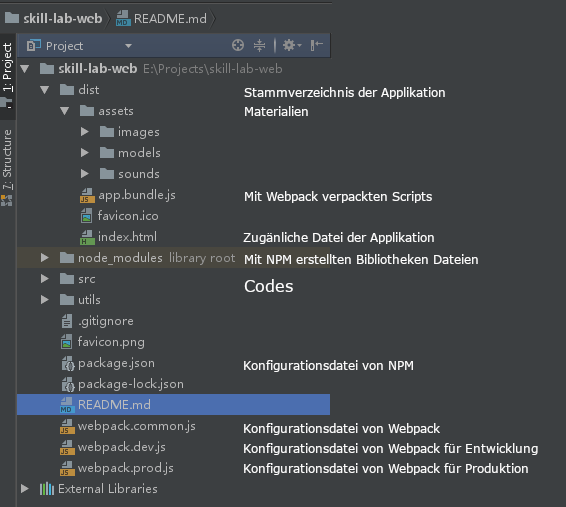 skill-lab-web README.md
1: Project
7: Structure
Project
skill-lab-web E:\Projects\skill-lab-web
dist Stammverzeichnis der Applikation
assets Materialien
images
models
sounds
app.bundle.js Mit Webpack verpackten Scripts
favicon.ico
index.html Zugänliche Datei der Applikation
node_modules library root Mit NPM erstellten Bibliotheken Dateien
src Codes
utils
.gitignore
favicon.png
package.json Konfigurationsdatei von NPM
package-lock.json
README.md
webpack.common.js Konfigurationsdatei von Webpack
webpack.dev.js Konfigurationsdatei von Webpack für Entwicklung
webpack.prod.js Konfigurationsdatei von Webpack für Produktion
External Libraries